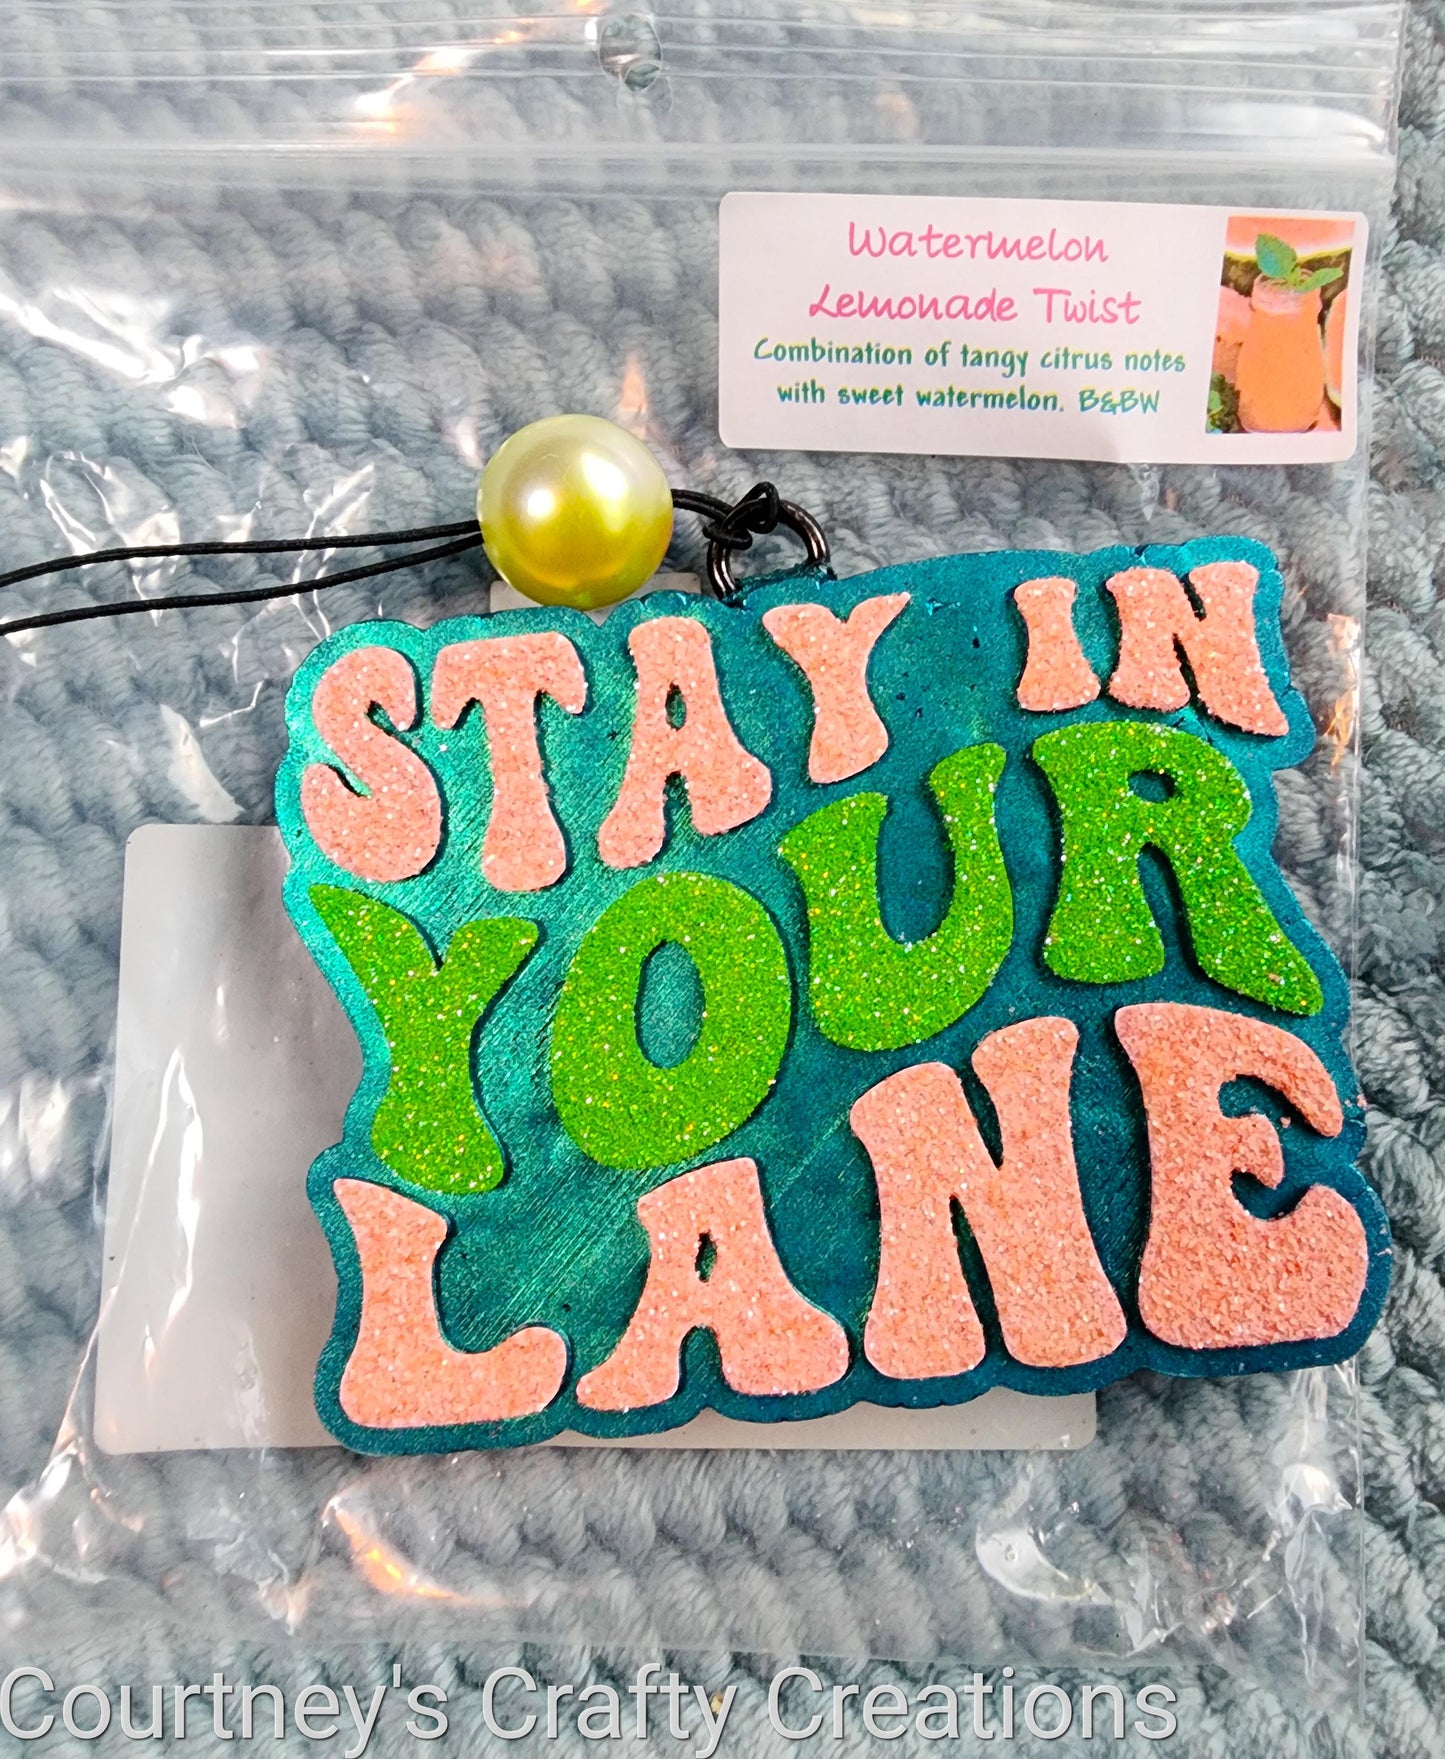 Watermelon
Lemonade Twist
Combination of tangy citrus notes
with sweet watermelon. B&BW
STAY IN
YOUR
LANE
Courtney's Crafty Creations